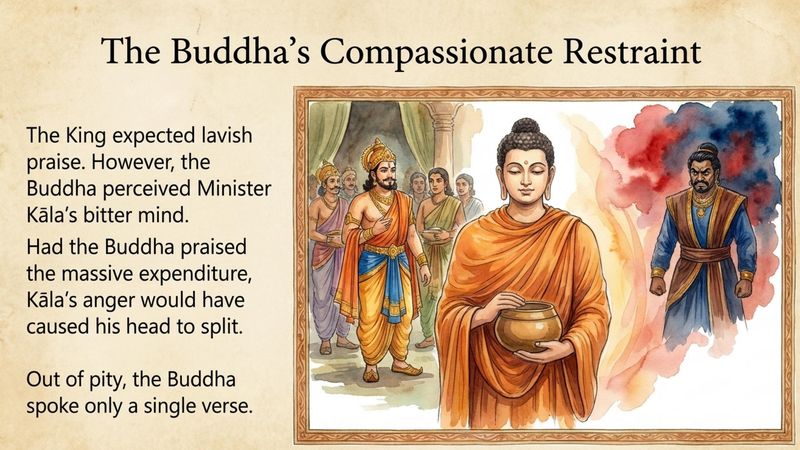 The Buddha’s Compassionate Restraint
The King expected lavish
praise. However, the
Buddha perceived Minister
Kāla’s bitter mind.
Had the Buddha praised
the massive expenditure,
Kāla’s anger would have
caused his head to split.
Out of pity, the Buddha
spoke only a single verse.